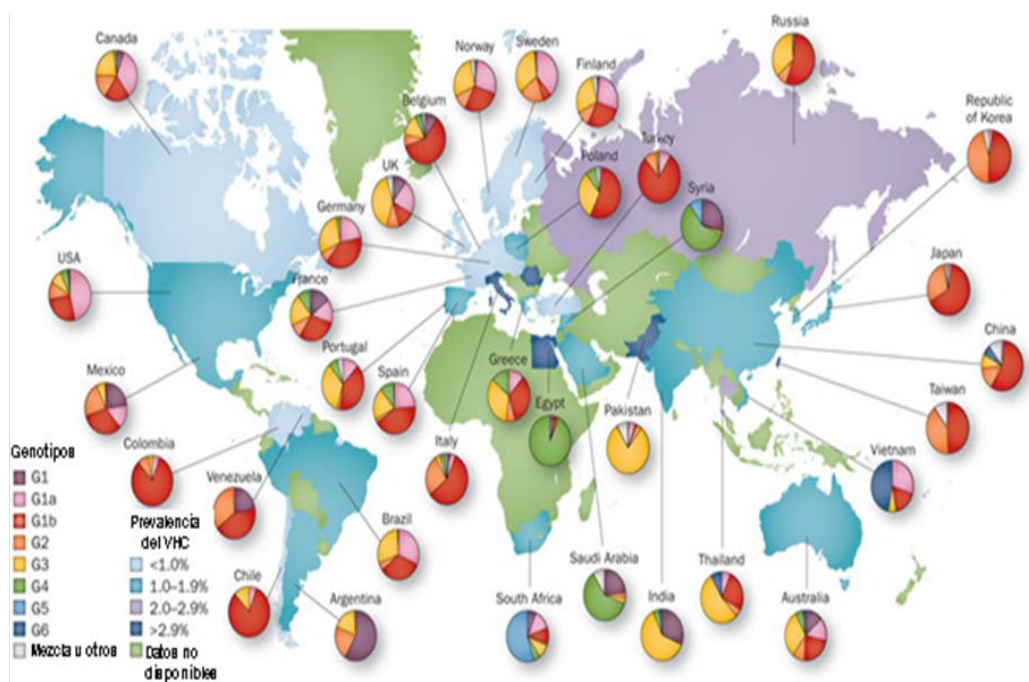 Canada
Norway
Sweden
Finland
Russia
Belgium
Republic
of Korea
UK
Poland
Turkey
Syria
Germany
USA
France
Japan
Portugal
Spain
Greece
Egypt
Pakistan
China
Taiwan
Mexico
Colombia
Venezuela
Italy
Vietnam
Brazil
Chile
Argentina
South Africa
Saudi Arabia
India
Thailand
Australia
Genotipos
G1
G1a
G1b
G2
G3
G4
G5
G6
Mezcla u otros
Prevalencia
del VHC
<1.0%
1.0–1.9%
2.0–2.9%
>2.9%
Datos no
disponibles